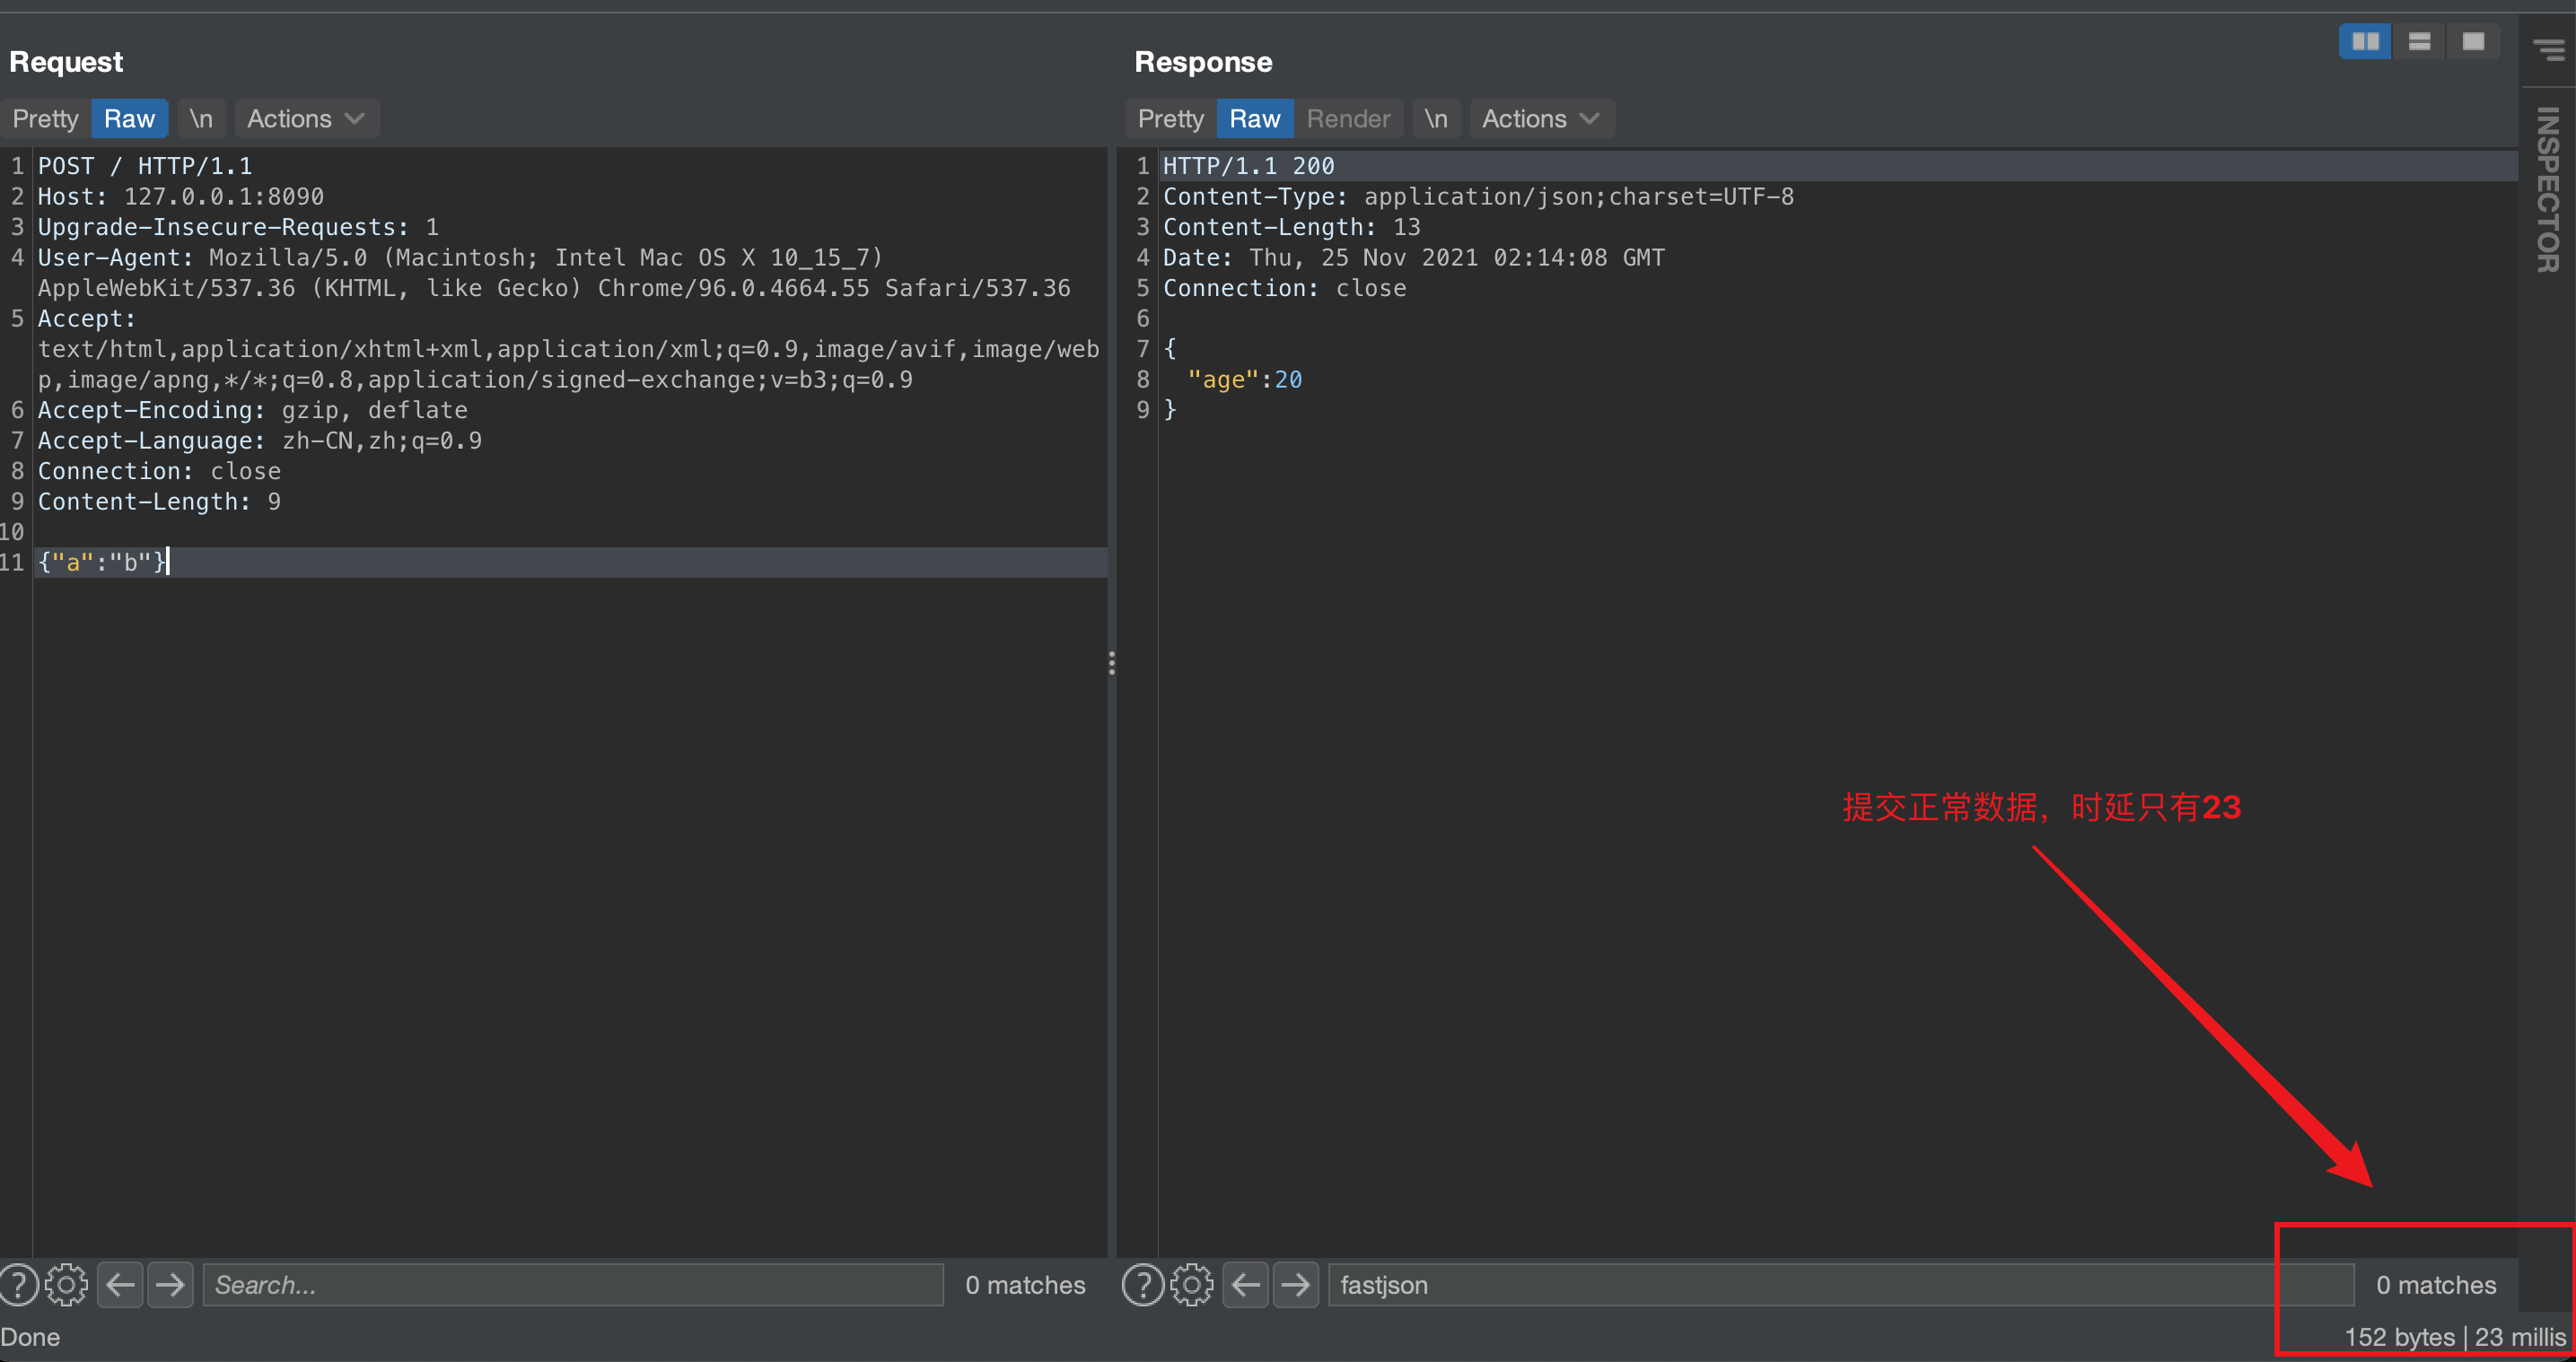 Request
Pretty Raw \n Actions
1 POST / HTTP/1.1
2 Host: 127.0.0.1:8090
3 Upgrade-Insecure-Requests: 1
4 User-Agent: Mozilla/5.0 (Macintosh; Intel Mac OS X 10_15_7)
AppleWebKit/537.36 (KHTML, like Gecko) Chrome/96.0.4664.55 Safari/537.36
5 Accept:
text/html,application/xhtml+xml,application/xml;q=0.9,image/avif,image/web
p,image/apng,*/*;q=0.8,application/signed-exchange;v=b3;q=0.9
6 Accept-Encoding: gzip, deflate
7 Accept-Language: zh-CN,zh;q=0.9
8 Connection: close
9 Content-Length: 9
10
11 {"a":"b"}
Search... 0 matches
Done
Response
Pretty Raw Render \n Actions
1 HTTP/1.1 200
2 Content-Type: application/json;charset=UTF-8
3 Content-Length: 13
4 Date: Thu, 25 Nov 2021 02:14:08 GMT
5 Connection: close
6
7 {
8 "age":20
9 }
提交正常数据，时延只有23
fastjson 0 matches
152 bytes | 23 millis
INSPECTOR